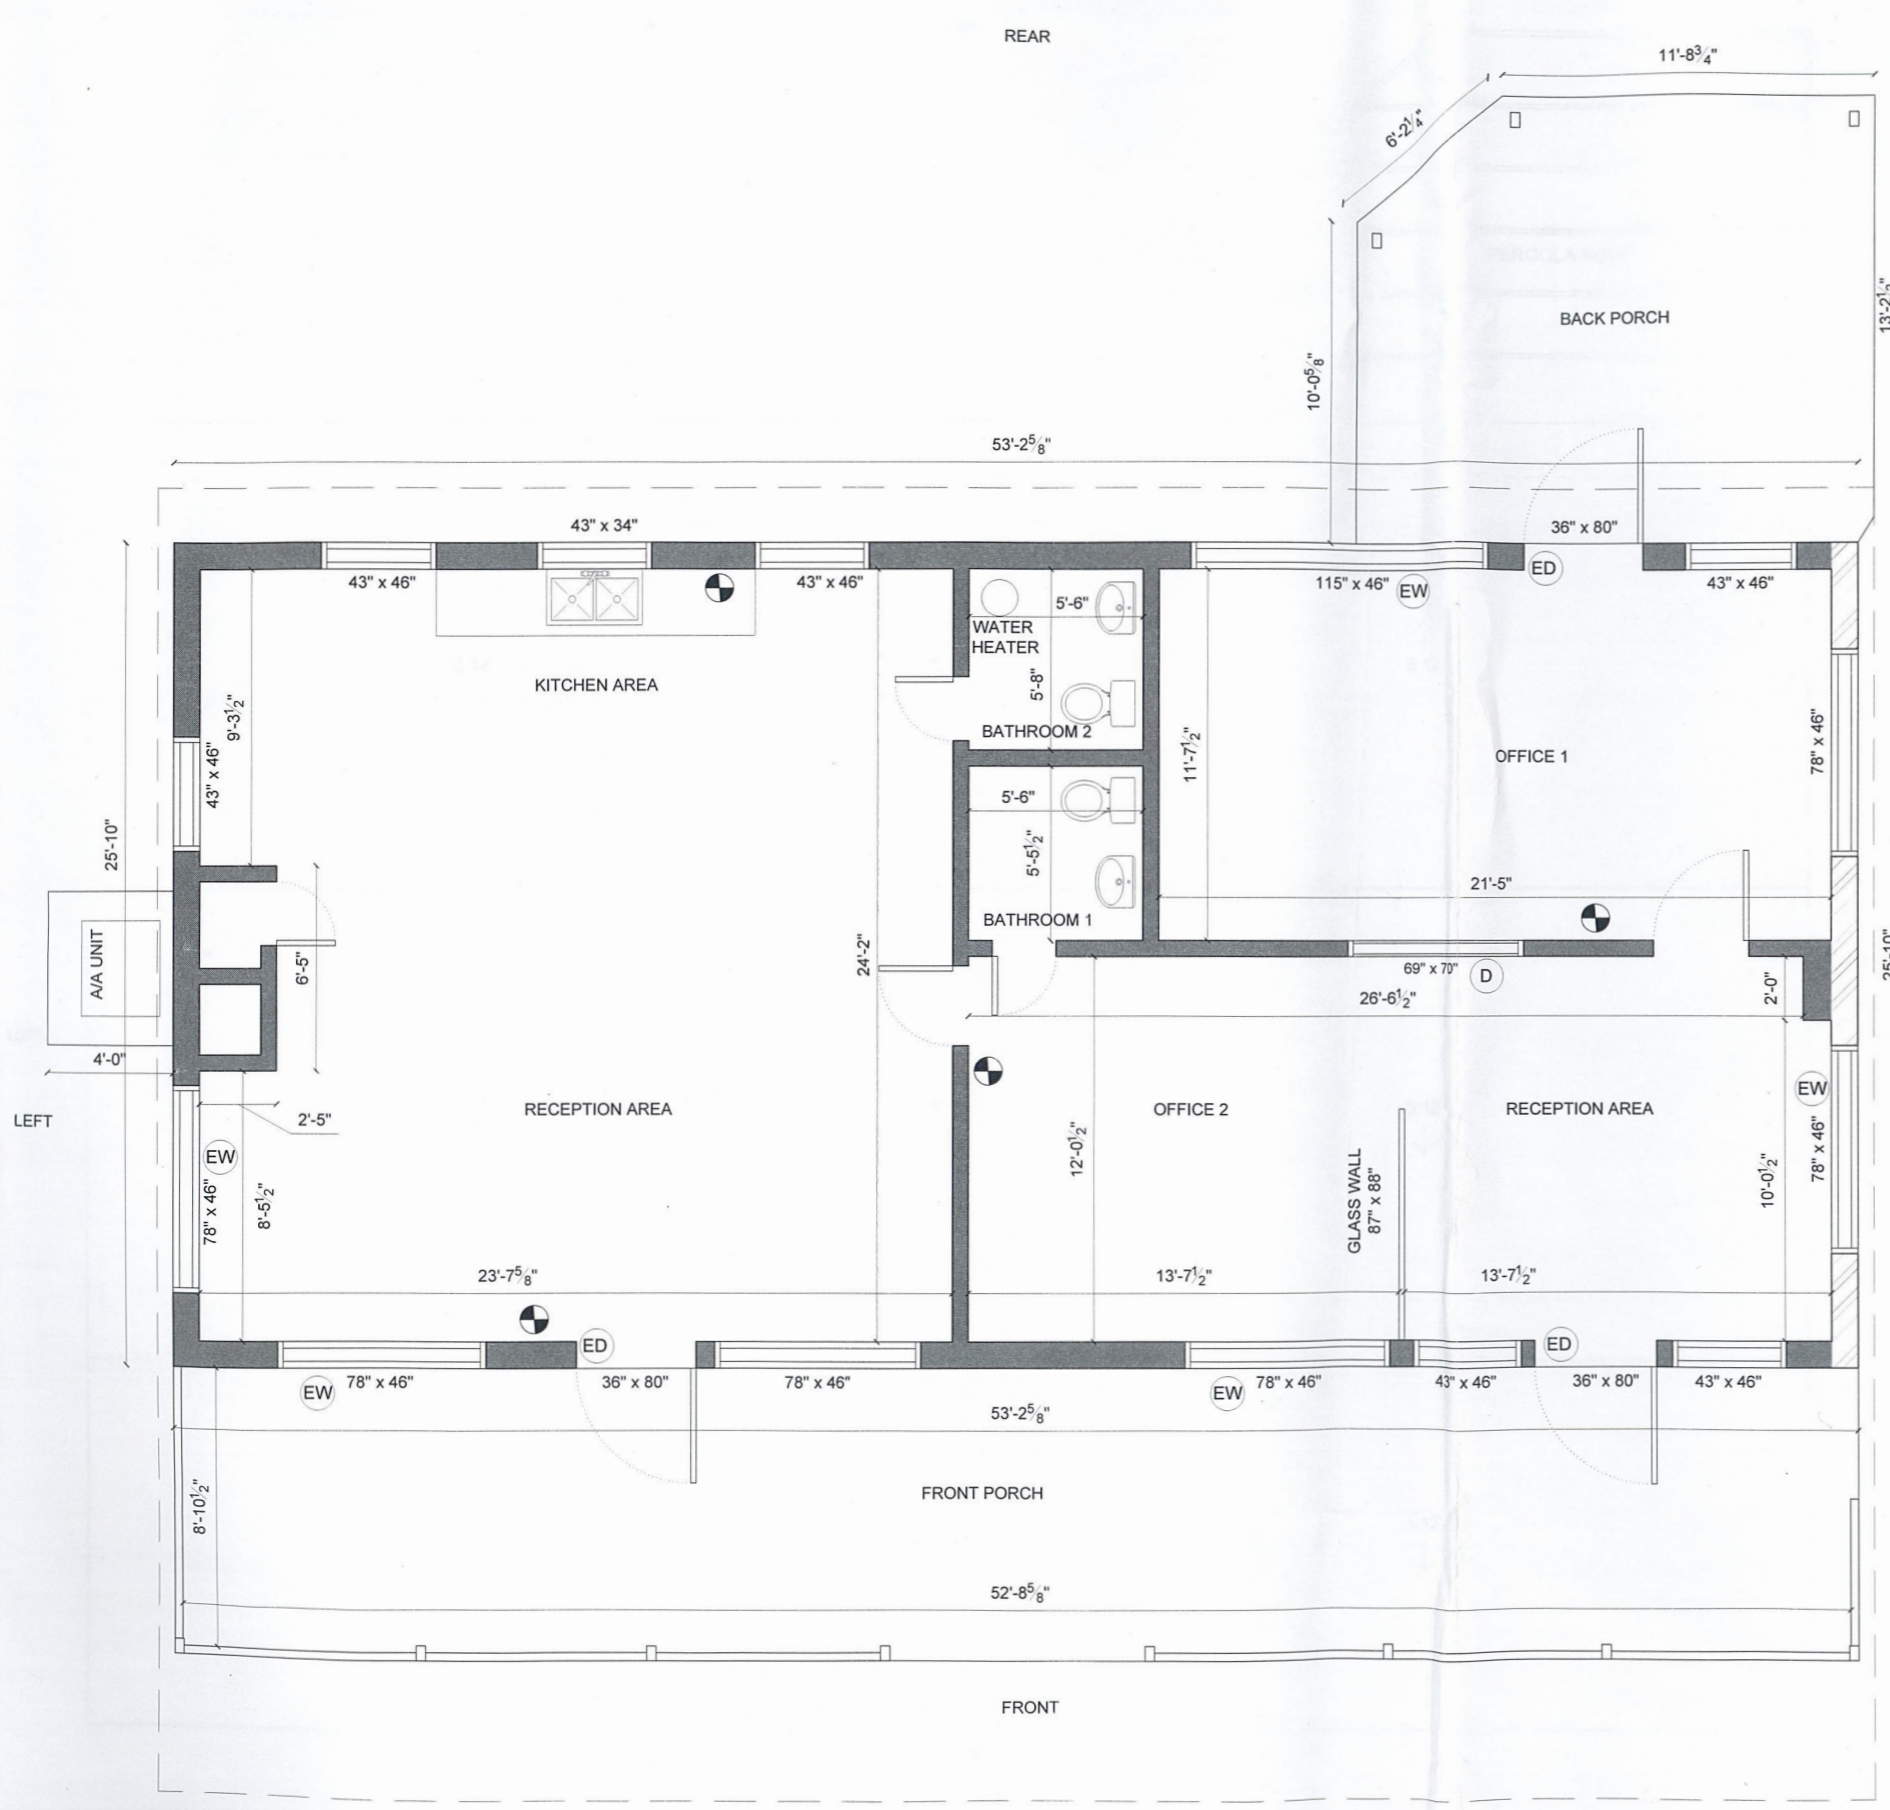 REAR
11'-8¾"
6'-2¼"
BACK PORCH
13'-2½"
10'-0⅝"
53'-2⅝"
43" x 34"
36" x 80"
ED
43" x 46"
43" x 46"
115" x 46"
EW
43" x 46"
5'-6"
WATER
HEATER
KITCHEN AREA
5'-8"
9'-3½"
BATHROOM 2
43" x 46"
11'-7½"
OFFICE 1
78" x 46"
5'-6"
25'-10"
5'-5½"
21'-5"
BATHROOM 1
A/A UNIT
6'-5"
24'-2"
69" x 70"
D
26'-6½"
2'-0"
25'-10"
4'-0"
LEFT
2'-5"
RECEPTION AREA
OFFICE 2
RECEPTION AREA
EW
EW
78" x 46"
8'-5½"
12'-0½"
GLASS WALL
87" x 88"
10'-0½"
78" x 46"
23'-7⅝"
13'-7½"
13'-7½"
ED
ED
EW
78" x 46"
36" x 80"
78" x 46"
EW
78" x 46"
43" x 46"
36" x 80"
43" x 46"
53'-2⅝"
8'-10½"
FRONT PORCH
52'-8⅝"
FRONT